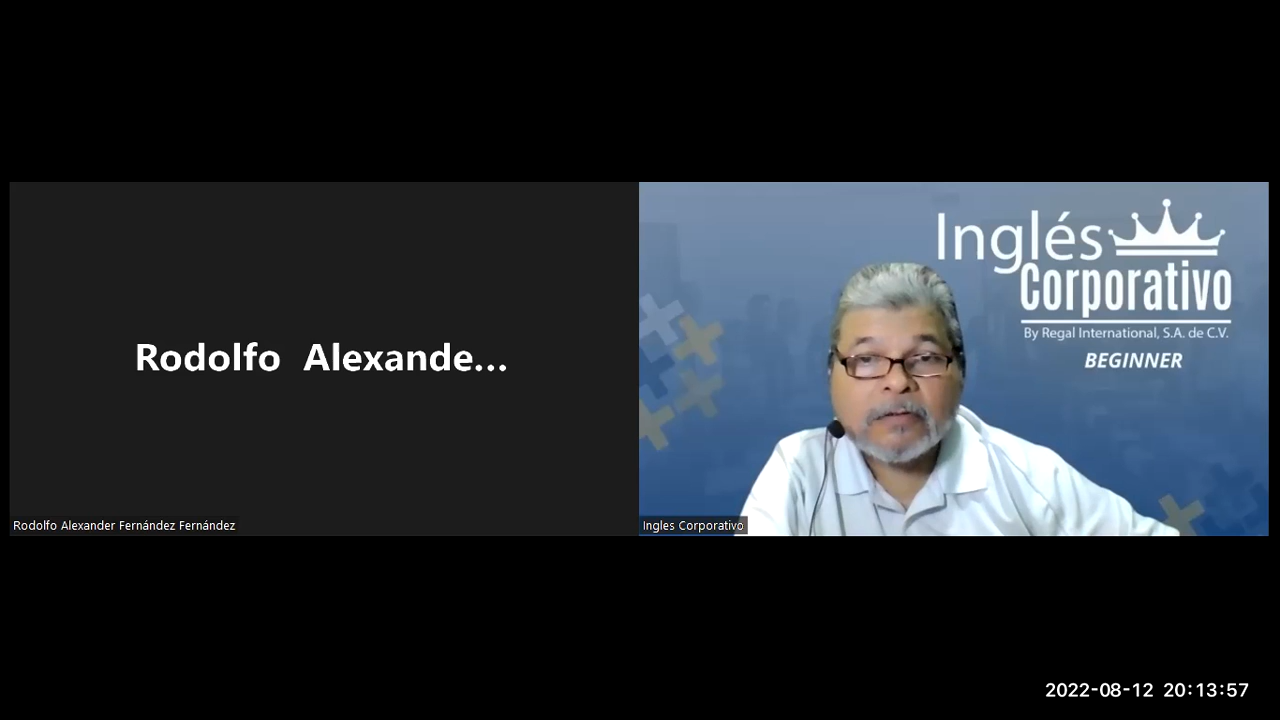 Rodolfo Alexande...
Rodolfo Alexander Fernández Fernández
Inglés
Corporativo
By Regal International, S.A. de C.V.
BEGINNER
Ingles Corporativo
2022-08-12 20:13:57